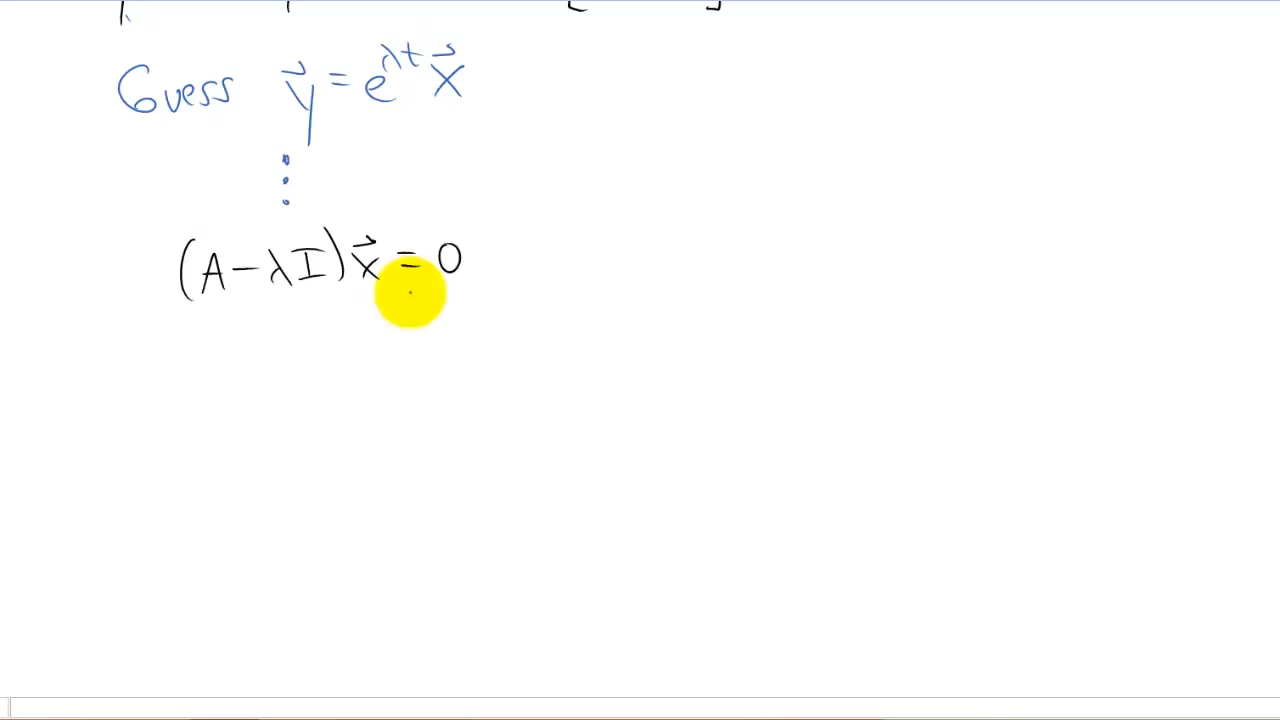 Guess y⃗ = e^{λt} x⃗
⋮
(A − λI)x⃗ = 0